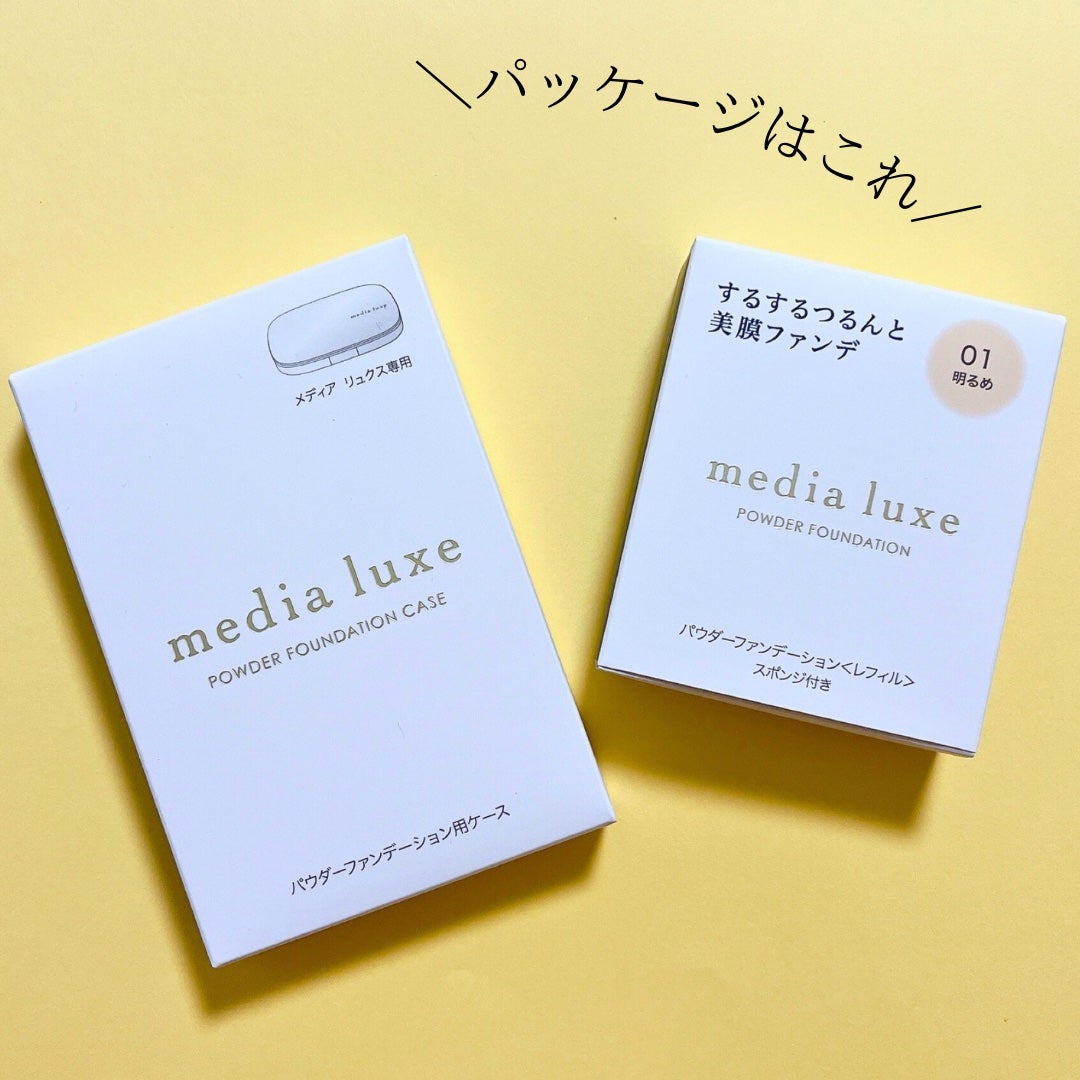 \パッケージはこれ/
media luxe
メディア リュクス専用
media luxe
POWDER FOUNDATION CASE
パウダーファンデーション用ケース
するするつるんと
美膜ファンデ
01
明るめ
media luxe
POWDER FOUNDATION
パウダーファンデーション<レフィル>
スポンジ付き